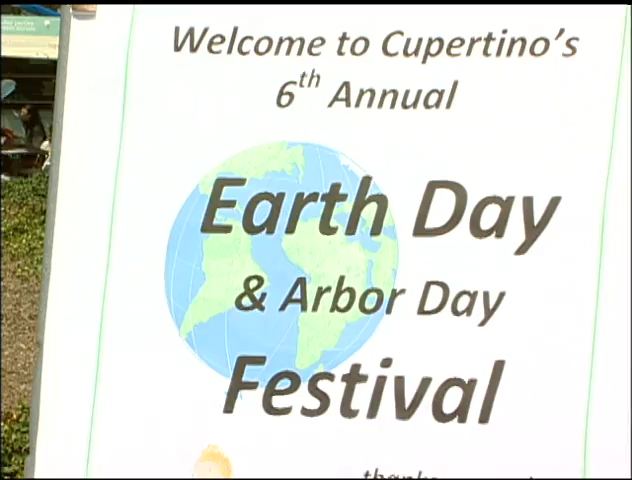 Welcome to Cupertino's
6th Annual
Earth Day
& Arbor Day
Festival